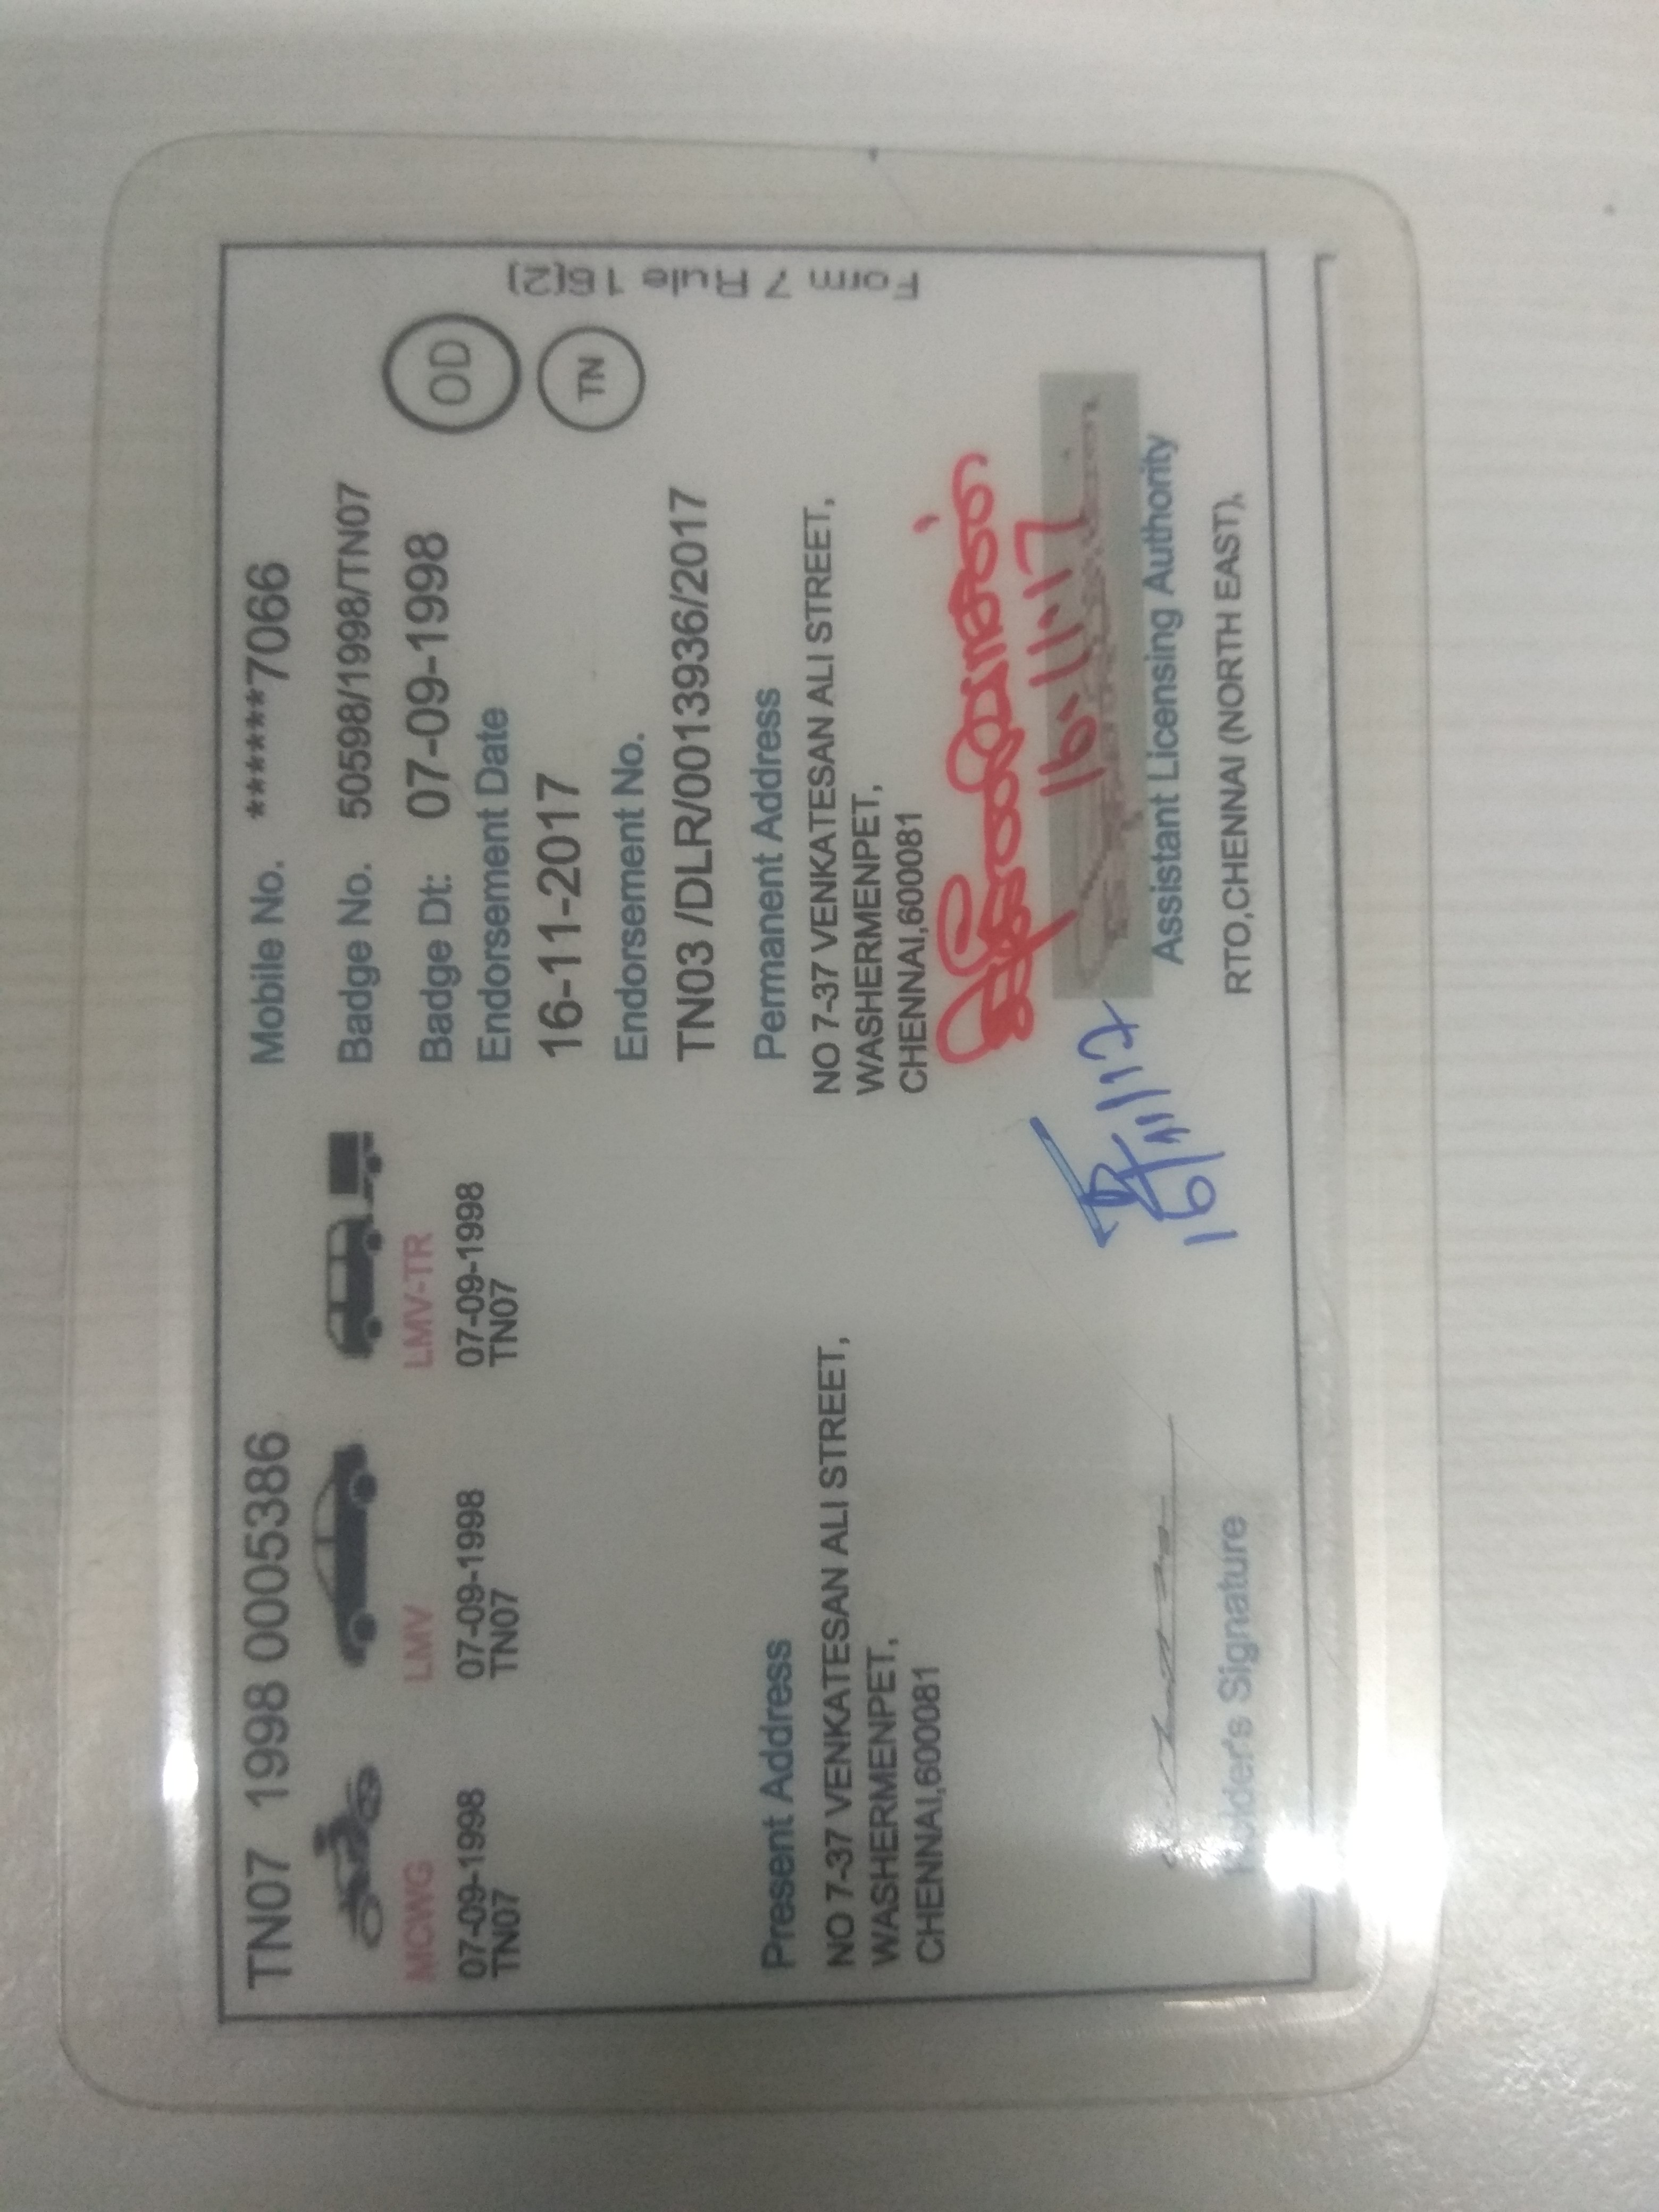 TN07 1998 0005386
Mobile No. ******7066
Badge No. 50598/1998/TN07
MCWG LMV LMV-TR
Badge Dt: 07-09-1998
07-09-1998 07-09-1998 07-09-1998
TN07 TN07 TN07
OD
TN
Form 7 Rule 16(2)
Endorsement Date
16-11-2017
Endorsement No.
TN03 /DLR/0013936/2017
Present Address
NO 7-37 VENKATESAN ALI STREET,
WASHERMENPET,
CHENNAI,600081
Permanent Address
NO 7-37 VENKATESAN ALI STREET,
WASHERMENPET,
CHENNAI,600081
16.11.17
16/11/17
Holder's Signature
Assistant Licensing Authority
RTO,CHENNAI (NORTH EAST),